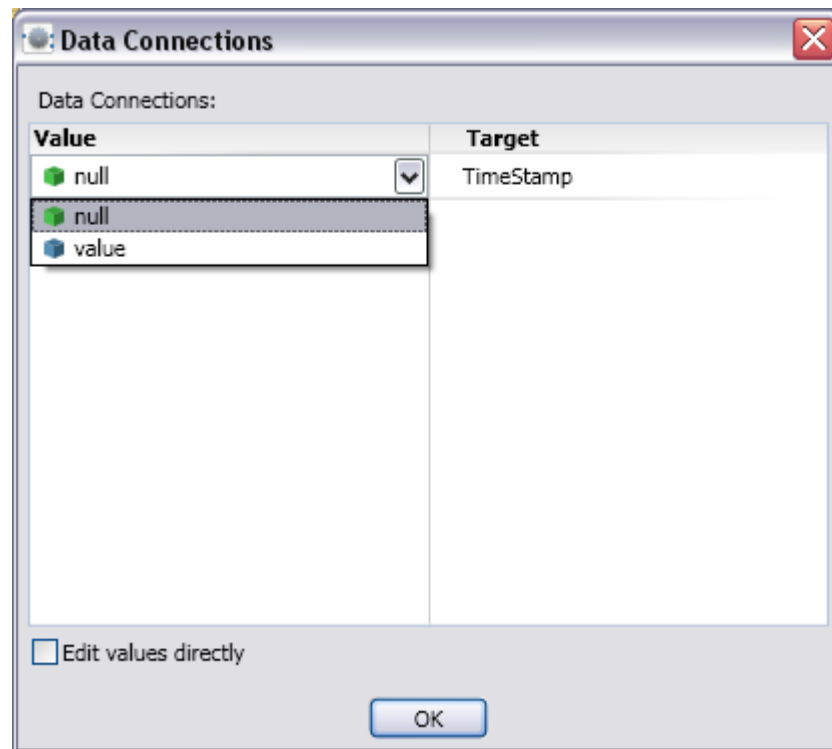 Data Connections
Data Connections:
Value Target
null TimeStamp
null
value
Edit values directly
OK